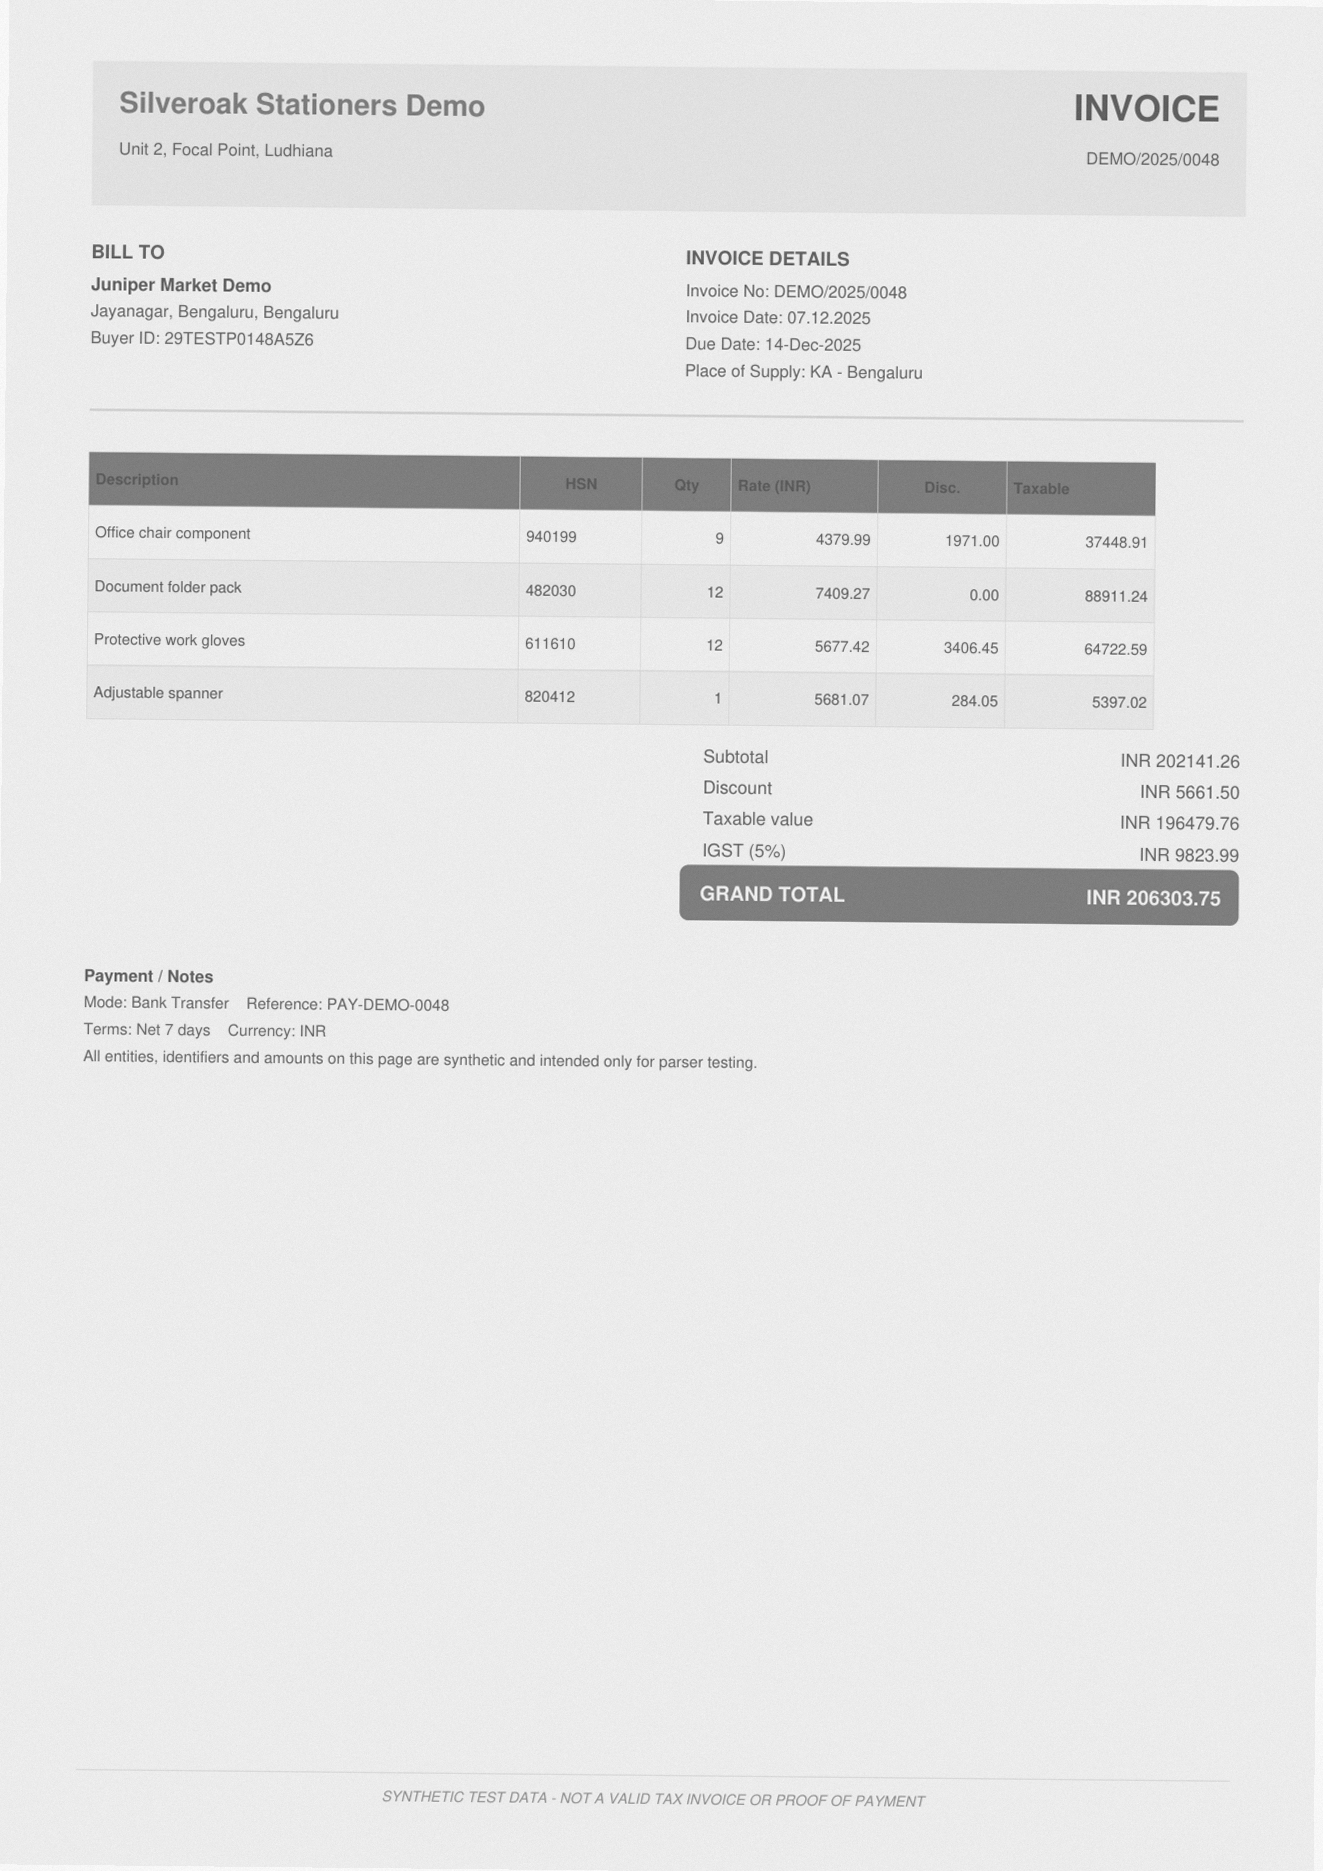 Silveroak Stationers Demo
Unit 2, Focal Point, Ludhiana
INVOICE
DEMO/2025/0048
BILL TO
Juniper Market Demo
Jayanagar, Bengaluru, Bengaluru
Buyer ID: 29TESTP0148A5Z6
INVOICE DETAILS
Invoice No: DEMO/2025/0048
Invoice Date: 07.12.2025
Due Date: 14-Dec-2025
Place of Supply: KA - Bengaluru
Description HSN Qty Rate (INR) Disc. Taxable
Office chair component 940199 9 4379.99 1971.00 37448.91
Document folder pack 482030 12 7409.27 0.00 88911.24
Protective work gloves 611610 12 5677.42 3406.45 64722.59
Adjustable spanner 820412 1 5681.07 284.05 5397.02
Subtotal INR 202141.26
Discount INR 5661.50
Taxable value INR 196479.76
IGST (5%) INR 9823.99
GRAND TOTAL INR 206303.75
Payment / Notes
Mode: Bank Transfer Reference: PAY-DEMO-0048
Terms: Net 7 days Currency: INR
All entities, identifiers and amounts on this page are synthetic and intended only for parser testing.
SYNTHETIC TEST DATA - NOT A VALID TAX INVOICE OR PROOF OF PAYMENT